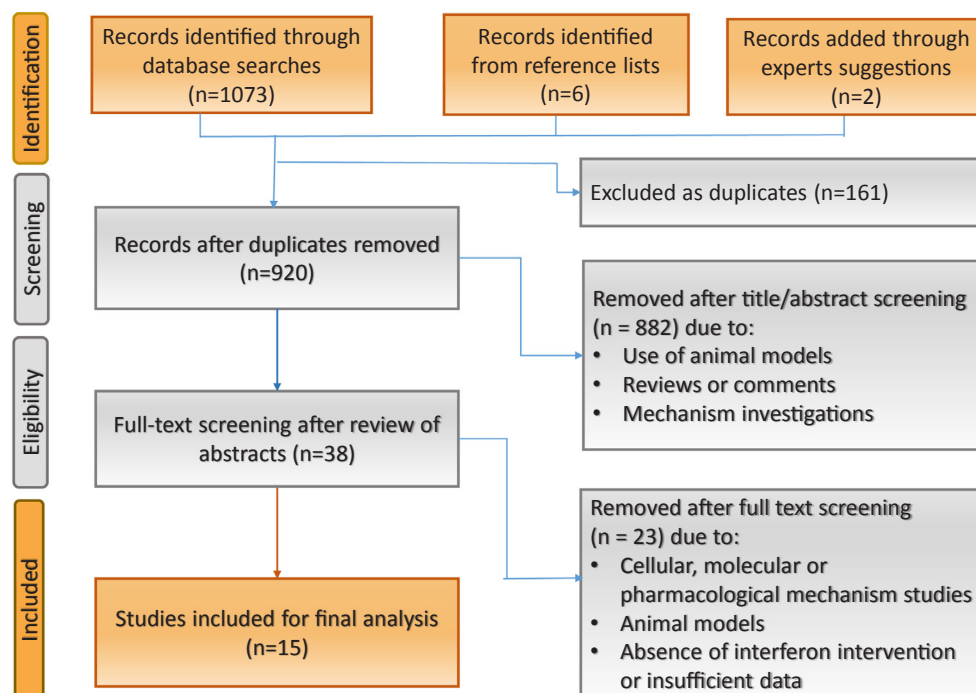 Identification
Records identified through
database searches
(n=1073)
Records identified
from reference lists
(n=6)
Records added through
experts suggestions
(n=2)
Screening
Excluded as duplicates (n=161)
Records after duplicates removed
(n=920)
Removed after title/abstract screening
(n = 882) due to:
• Use of animal models
• Reviews or comments
• Mechanism investigations
Eligibility
Full-text screening after review of
abstracts (n=38)
Removed after full text screening
(n = 23) due to:
• Cellular, molecular or
pharmacological mechanism studies
• Animal models
• Absence of interferon intervention
or insufficient data
Included
Studies included for final analysis
(n=15)